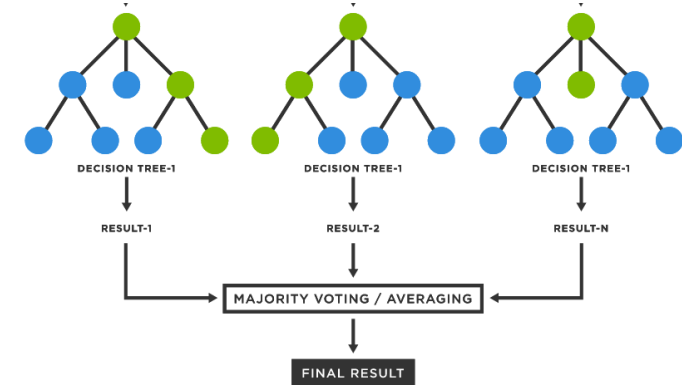 DECISION TREE-1 DECISION TREE-1 DECISION TREE-1
RESULT-1 RESULT-2 RESULT-N
MAJORITY VOTING / AVERAGING
FINAL RESULT